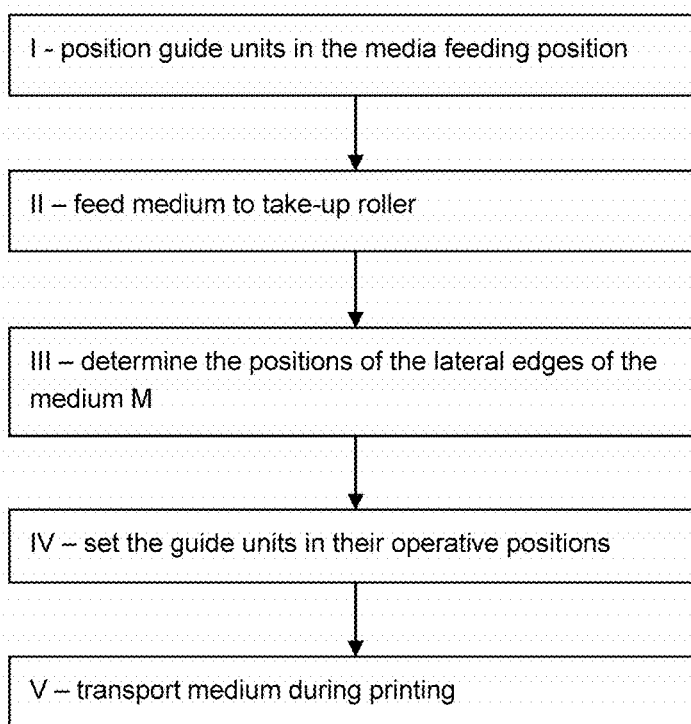 I - position guide units in the media feeding position
II – feed medium to take-up roller
III – determine the positions of the lateral edges of the
medium M
IV – set the guide units in their operative positions
V – transport medium during printing